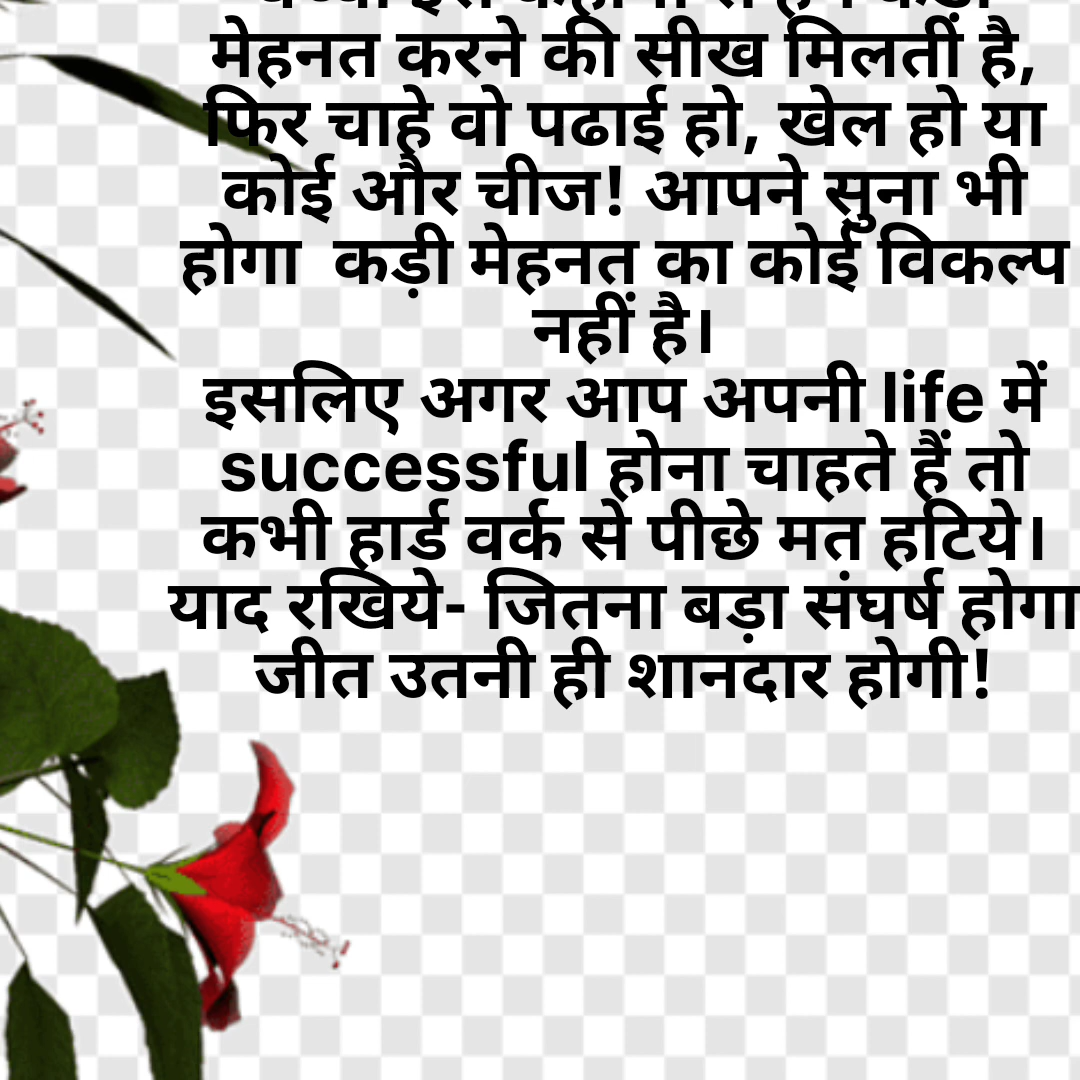 मेहनत करने की सीख मिलती है,
फिर चाहे वो पढाई हो, खेल हो या
कोई और चीज! आपने सुना भी
होगा  कड़ी मेहनत का कोई विकल्प
नहीं है।
इसलिए अगर आप अपनी life में
successful होना चाहते हैं तो
कभी हार्ड वर्क से पीछे मत हटिये।
याद रखिये- जितना बड़ा संघर्ष होगा
जीत उतनी ही शानदार होगी!